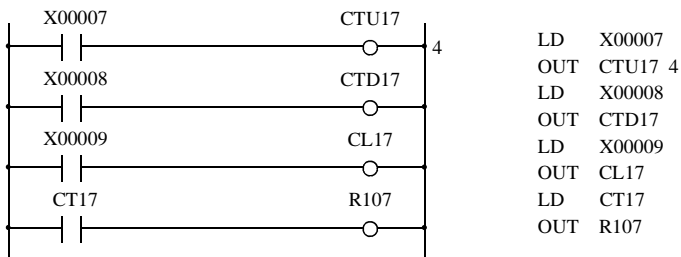 X00007 CTU17
4
X00008 CTD17
X00009 CL17
CT17 R107
LD X00007
OUT CTU17 4
LD X00008
OUT CTD17
LD X00009
OUT CL17
LD CT17
OUT R107